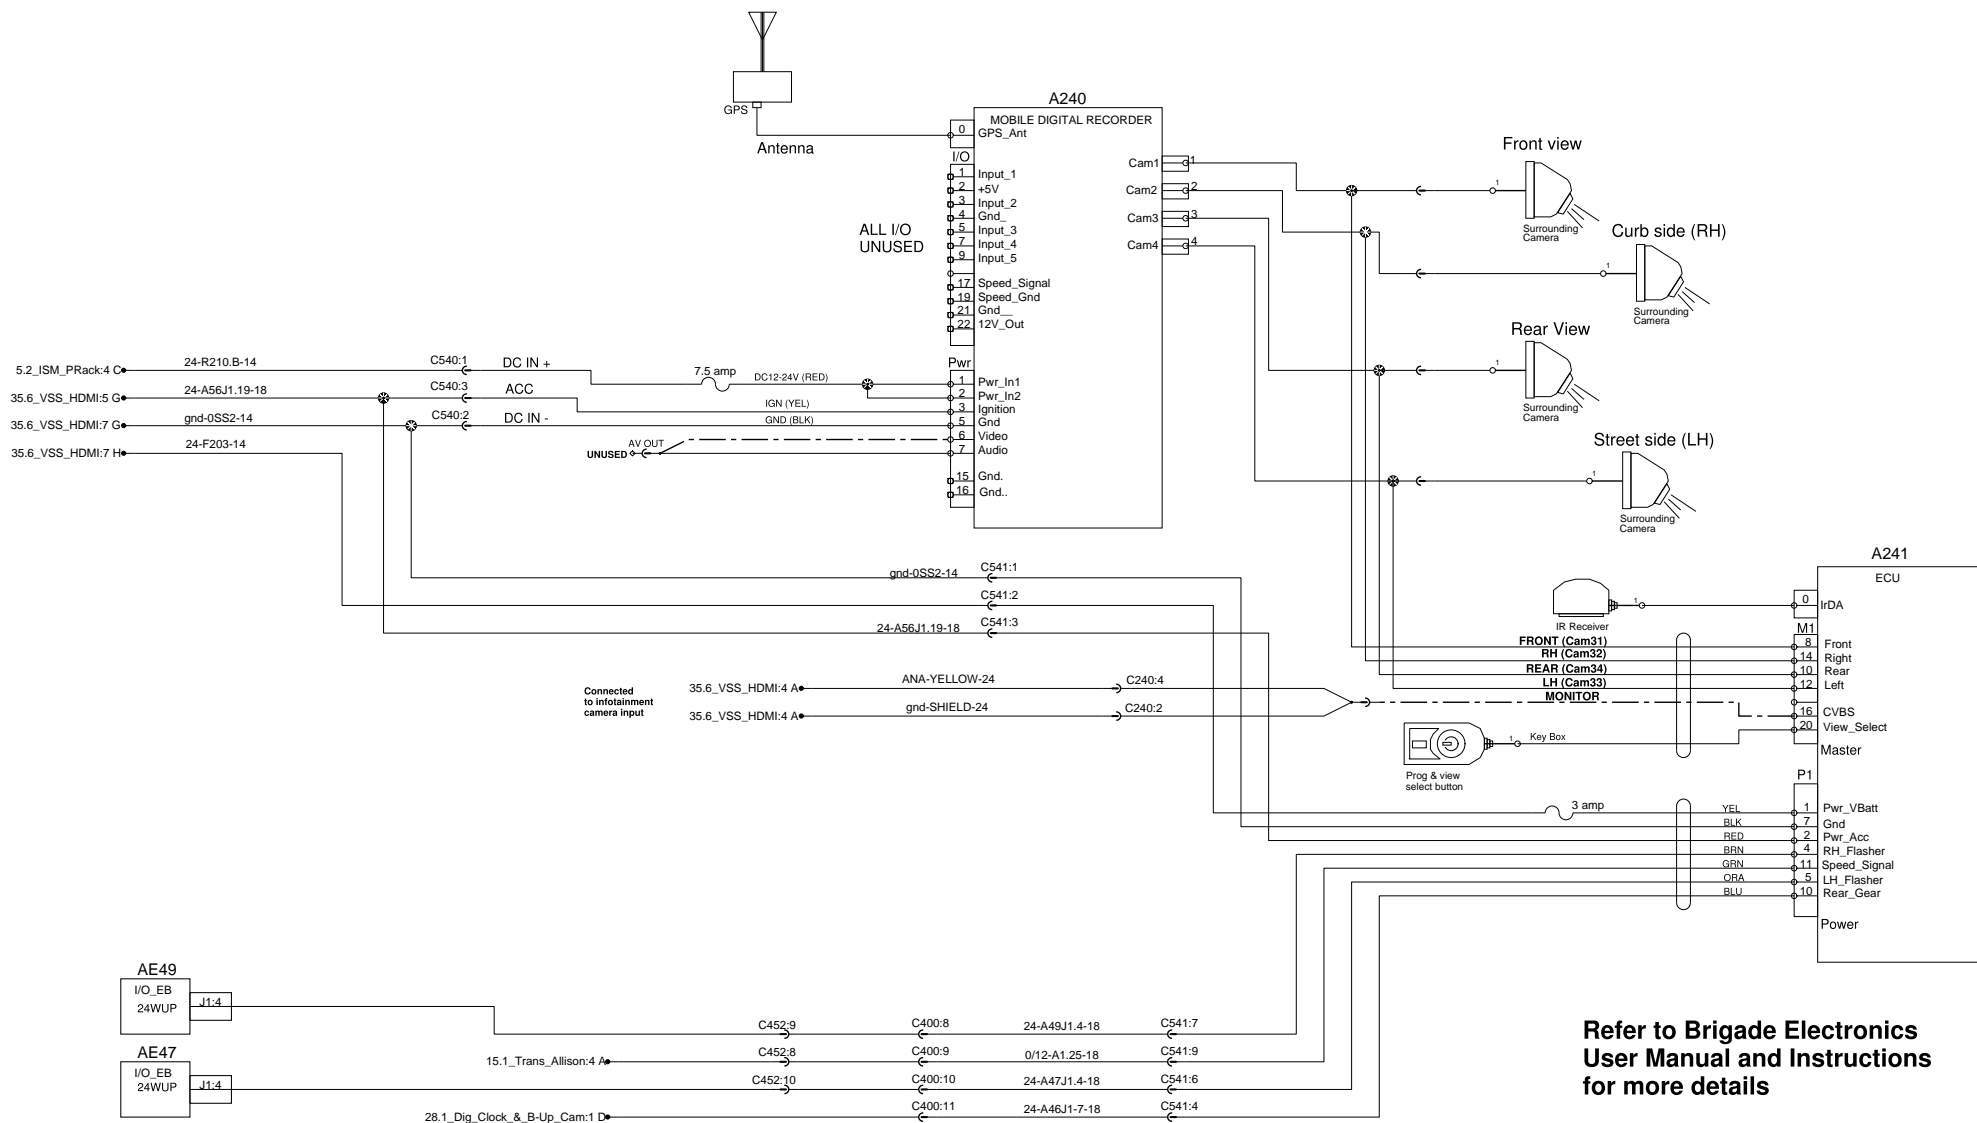 GPS
Antenna
A240
MOBILE DIGITAL RECORDER
0
GPS_Ant
I/O
1 Input_1
2 +5V
3 Input_2
4 Gnd_
5 Input_3
7 Input_4
9 Input_5
17 Speed_Signal
19 Speed_Gnd
21 Gnd__
22 12V_Out
ALL I/O
UNUSED
Cam1 1
Cam2 2
Cam3 3
Cam4 4
Front view
1
Surrounding
Camera
Curb side (RH)
1
Surrounding
Camera
Rear View
1
Surrounding
Camera
Street side (LH)
1
Surrounding
Camera
Pwr
1 Pwr_In1
2 Pwr_In2
3 Ignition
5 Gnd
6 Video
7 Audio
15 Gnd.
16 Gnd..
5.2_ISM_PRack:4 C 24-R210.B-14 C540:1 DC IN + 7.5 amp DC12-24V (RED)
35.6_VSS_HDMI:5 G 24-A56J1.19-18 C540:3 ACC IGN (YEL)
35.6_VSS_HDMI:7 G gnd-0SS2-14 C540:2 DC IN - GND (BLK)
35.6_VSS_HDMI:7 H 24-F203-14
AV OUT
UNUSED
gnd-0SS2-14 C541:1
C541:2
24-A56J1.19-18 C541:3
Connected
to infotainment
camera input
35.6_VSS_HDMI:4 A ANA-YELLOW-24 C240:4
35.6_VSS_HDMI:4 A gnd-SHIELD-24 C240:2
A241
ECU
1
IR Receiver
0
IrDA
M1
FRONT (Cam31) 8 Front
RH (Cam32) 14 Right
REAR (Cam34) 10 Rear
LH (Cam33) 12 Left
MONITOR
16 CVBS
20 View_Select
Master
1 Key Box
Prog & view
select button
P1
3 amp YEL 1 Pwr_VBatt
BLK 7 Gnd
RED 2 Pwr_Acc
BRN 4 RH_Flasher
GRN 11 Speed_Signal
ORA 5 LH_Flasher
BLU 10 Rear_Gear
Power
AE49
I/O_EB
24WUP
J1:4
C452:9 C400:8 24-A49J1.4-18 C541:7
15.1_Trans_Allison:4 A C452:8 C400:9 0/12-A1.25-18 C541:9
AE47
I/O_EB
24WUP
J1:4
C452:10 C400:10 24-A47J1.4-18 C541:6
28.1_Dig_Clock_&_B-Up_Cam:1 D C400:11 24-A46J1-7-18 C541:4
Refer to Brigade Electronics
User Manual and Instructions
for more details